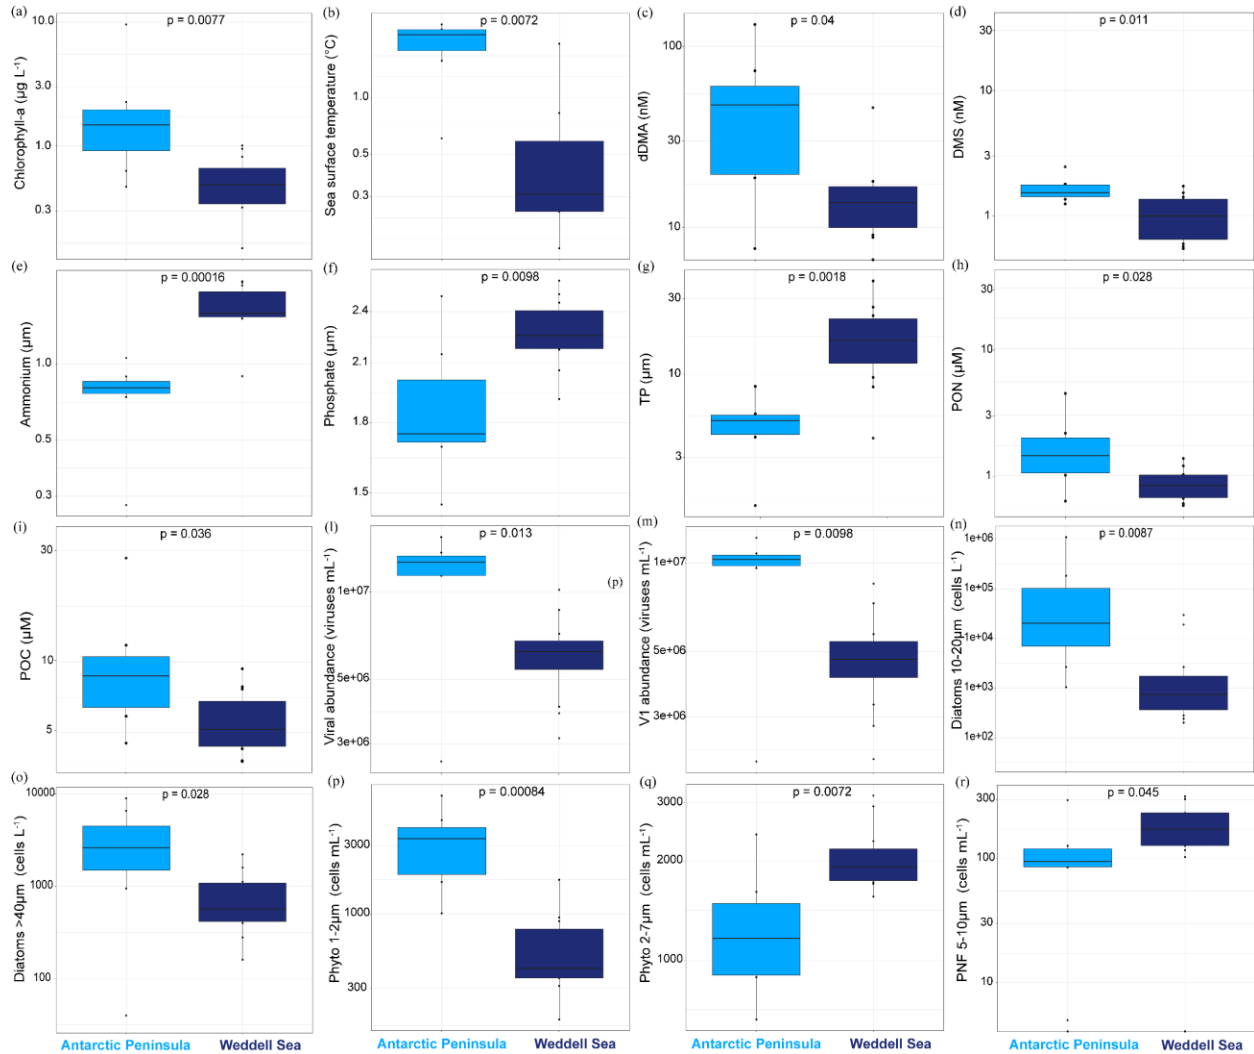 (a)
p = 0.0077
Chlorophyll-a (µg L⁻¹)
10.0
3.0
1.0
0.3
(b)
p = 0.0072
Sea surface temperature (°C)
1.0
0.5
0.3
(c)
p = 0.04
dDMA (nM)
100
30
10
(d)
p = 0.011
DMS (nM)
30
10
3
1
(e)
p = 0.00016
Ammonium (µm)
1.0
0.5
0.3
(f)
p = 0.0098
Phosphate (µm)
2.4
2.1
1.8
1.5
(g)
p = 0.0018
TP (µm)
30
10
3
(h)
p = 0.028
PON (µM)
30
10
3
1
(i)
p = 0.036
POC (µM)
30
10
5
(l)
p = 0.013
Viral abundance (viruses mL⁻¹)
1e+07
5e+06
3e+06
(p)
(m)
p = 0.0098
V1 abundance (viruses mL⁻¹)
1e+07
5e+06
3e+06
(n)
p = 0.0087
Diatoms 10-20µm (cells L⁻¹)
1e+06
1e+05
1e+04
1e+03
1e+02
(o)
p = 0.028
Diatoms >40µm (cells L⁻¹)
10000
1000
100
(p)
p = 0.00084
Phyto 1-2µm (cells mL⁻¹)
3000
1000
300
(q)
p = 0.0072
Phyto 2-7µm (cells mL⁻¹)
3000
2000
1000
(r)
p = 0.045
PNF 5-10µm (cells mL⁻¹)
300
100
30
10
Antarctic Peninsula Weddell Sea
Antarctic Peninsula Weddell Sea
Antarctic Peninsula Weddell Sea
Antarctic Peninsula Weddell Sea